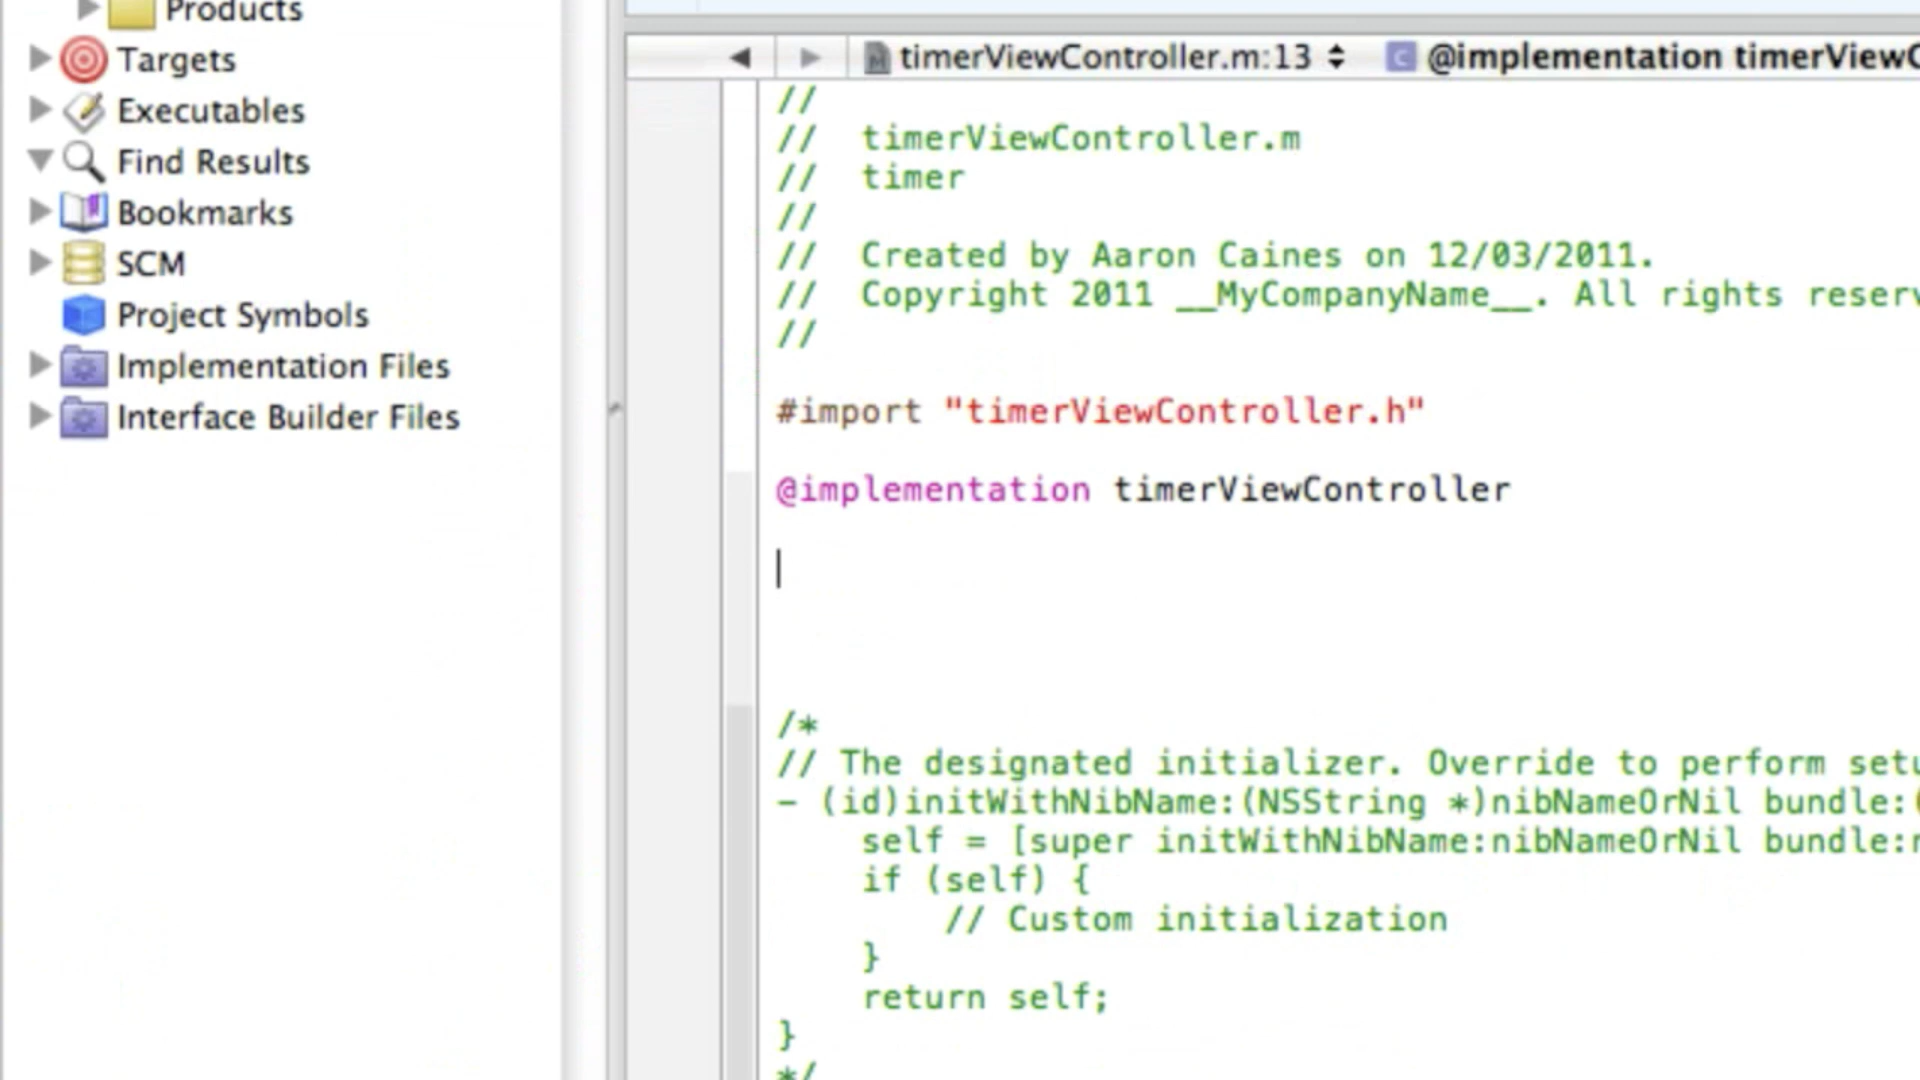 Products
Targets
Executables
Find Results
Bookmarks
SCM
Project Symbols
Implementation Files
Interface Builder Files
timerViewController.m:13
@implementation timerViewC
//
// timerViewController.m
// timer
//
// Created by Aaron Caines on 12/03/2011.
// Copyright 2011 __MyCompanyName__. All rights reserv
//
#import "timerViewController.h"
@implementation timerViewController
/*
// The designated initializer. Override to perform setu
- (id)initWithNibName:(NSString *)nibNameOrNil bundle:(
self = [super initWithNibName:nibNameOrNil bundle:n
if (self) {
// Custom initialization
}
return self;
}
*/